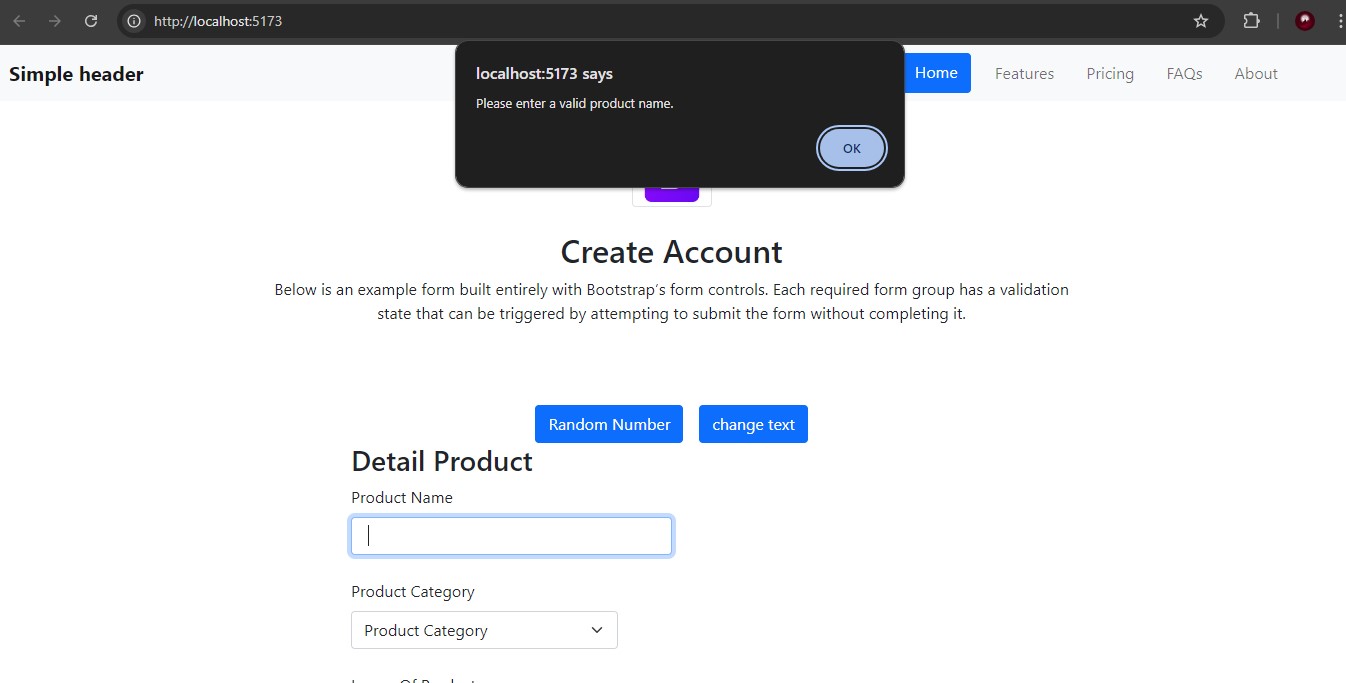 http://localhost:5173
Simple header
localhost:5173 says
Please enter a valid product name.
OK
Home
Features
Pricing
FAQs
About
Create Account
Below is an example form built entirely with Bootstrap’s form controls. Each required form group has a validation
state that can be triggered by attempting to submit the form without completing it.
Random Number
change text
Detail Product
Product Name
Product Category
Product Category